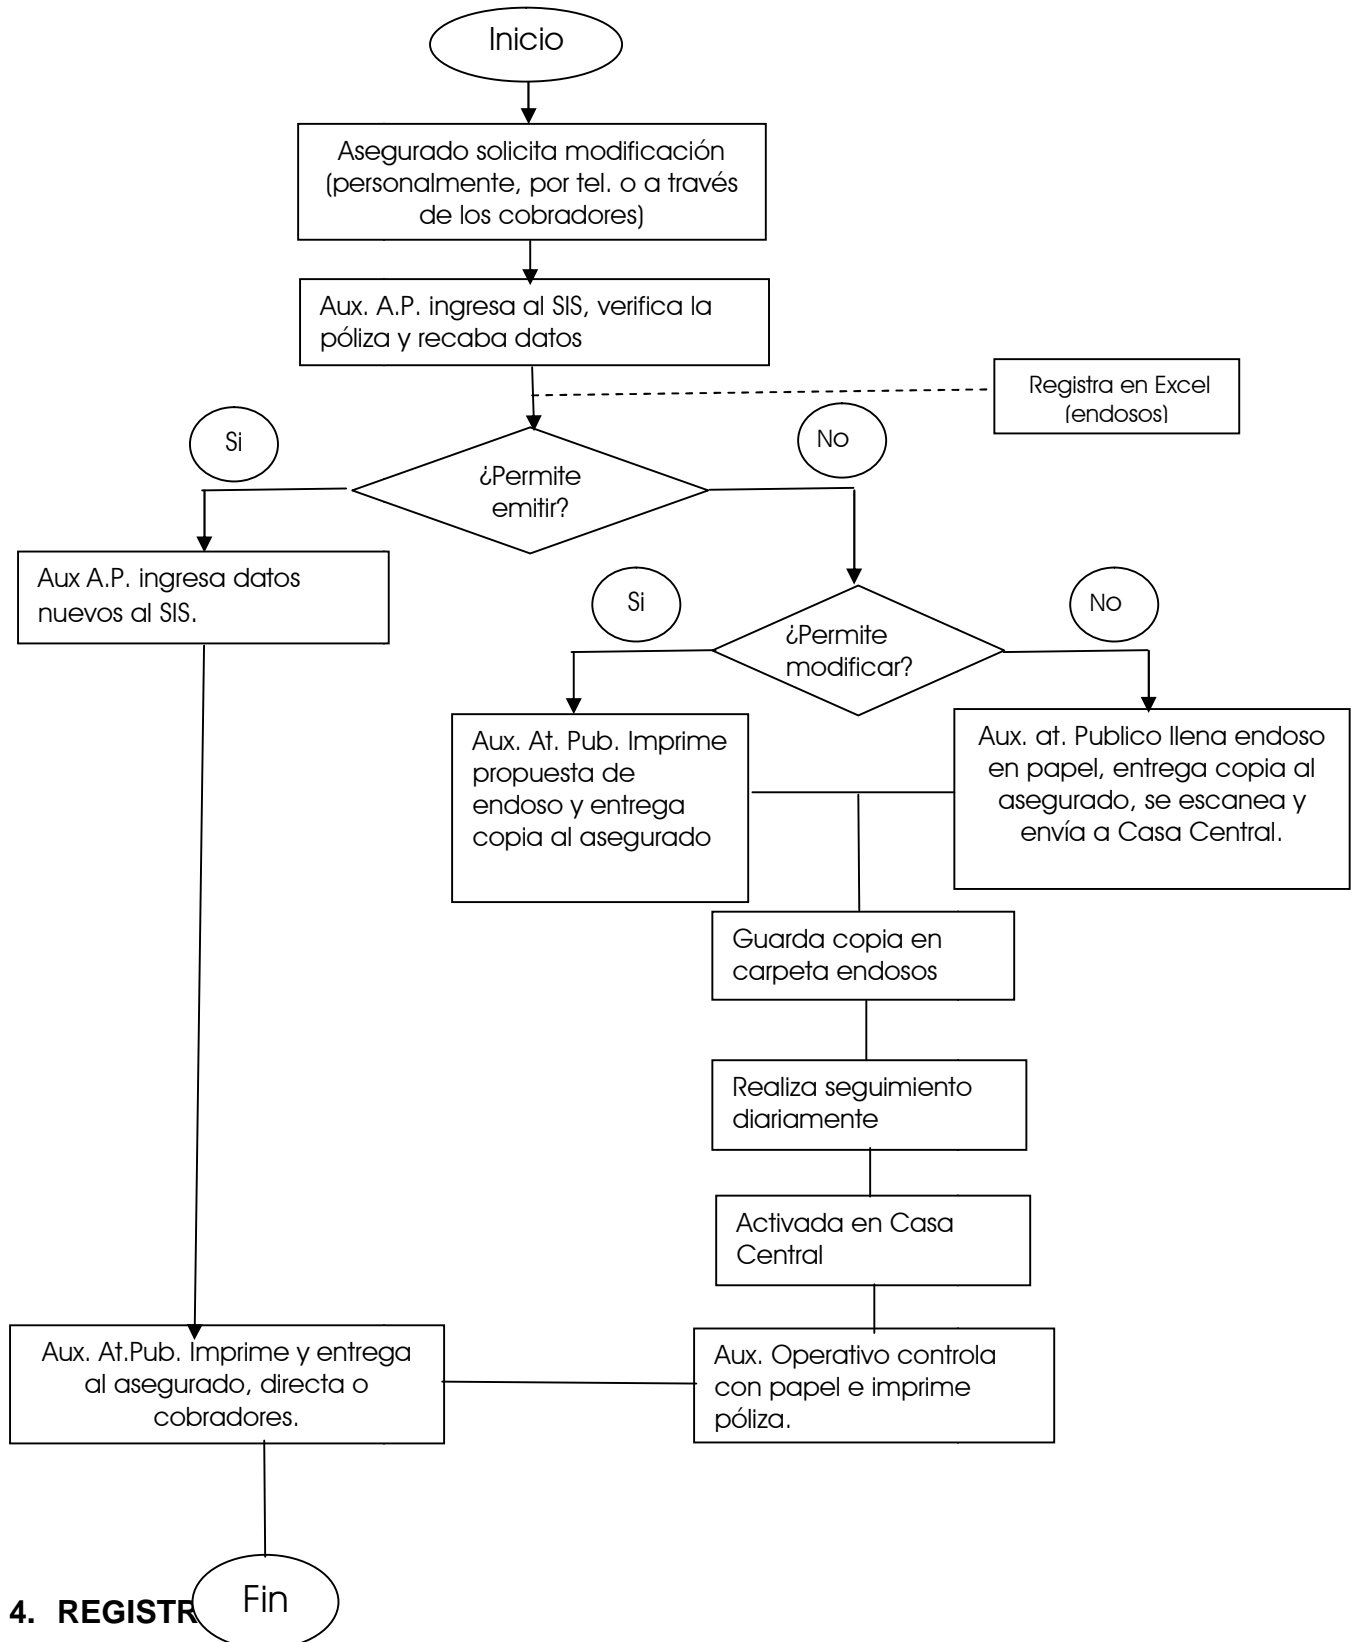 Inicio
Asegurado solicita modificación
(personalmente, por tel. o a través
de los cobradores)
Aux. A.P. ingresa al SIS, verifica la
póliza y recaba datos
Registra en Excel
(endosos)
Si
No
¿Permite
emitir?
Aux A.P. ingresa datos
nuevos al SIS.
Si
No
¿Permite
modificar?
Aux. At. Pub. Imprime
propuesta de
endoso y entrega
copia al asegurado
Aux. at. Publico llena endoso
en papel, entrega copia al
asegurado, se escanea y
envía a Casa Central.
Guarda copia en
carpeta endosos
Realiza seguimiento
diariamente
Activada en Casa
Central
Aux. At.Pub. Imprime y entrega
al asegurado, directa o
cobradores.
Aux. Operativo controla
con papel e imprime
póliza.
Fin
4. REGISTR